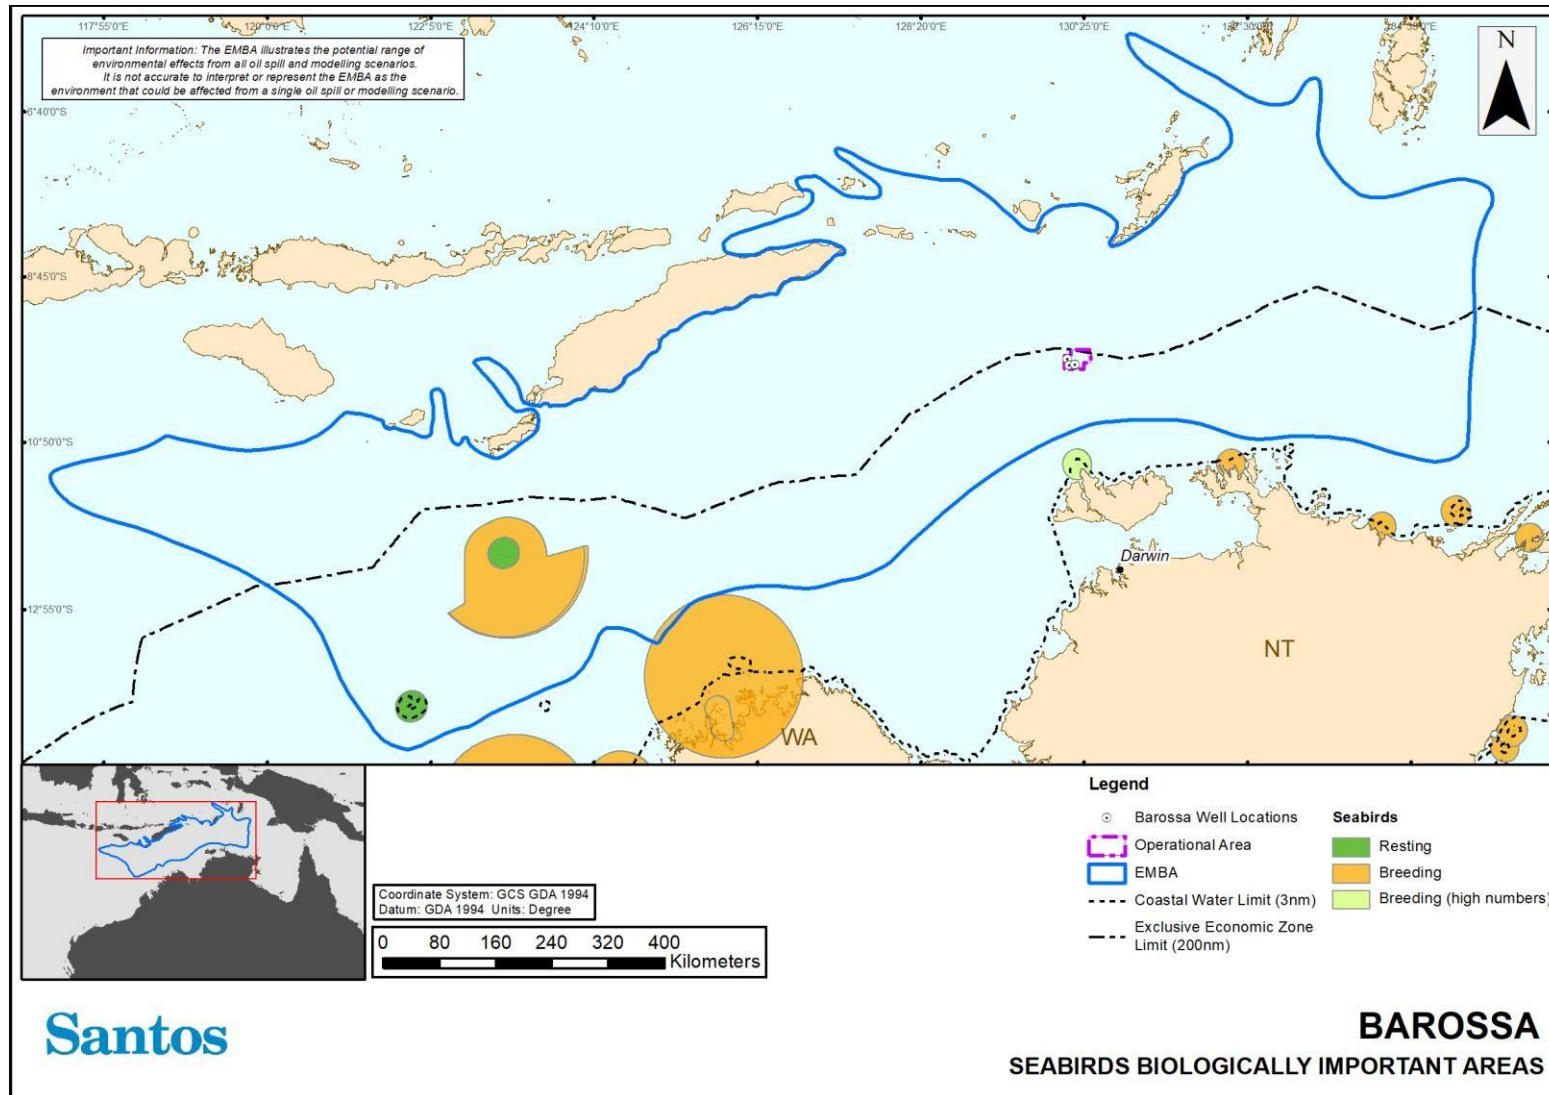 117°55'0"E
120°0'0"E
122°5'0"E
124°10'0"E
126°15'0"E
128°20'0"E
130°25'0"E
Important Information: The EMBA illustrates the potential range of
environmental effects from all oil spill and modelling scenarios.
It is not accurate to interpret or represent the EMBA as the
environment that could be affected from a single oil spill or modelling scenario.
N
6°40'0"S
8°45'0"S
10°50'0"S
12°55'0"S
Darwin
NT
WA
Legend
Barossa Well Locations
Operational Area
EMBA
Coastal Water Limit (3nm)
Exclusive Economic Zone
Limit (200nm)
Seabirds
Resting
Breeding
Breeding (high numbers)
Coordinate System: GCS GDA 1994
Datum: GDA 1994 Units: Degree
0 80 160 240 320 400
Kilometers
Santos
BAROSSA
SEABIRDS BIOLOGICALLY IMPORTANT AREAS